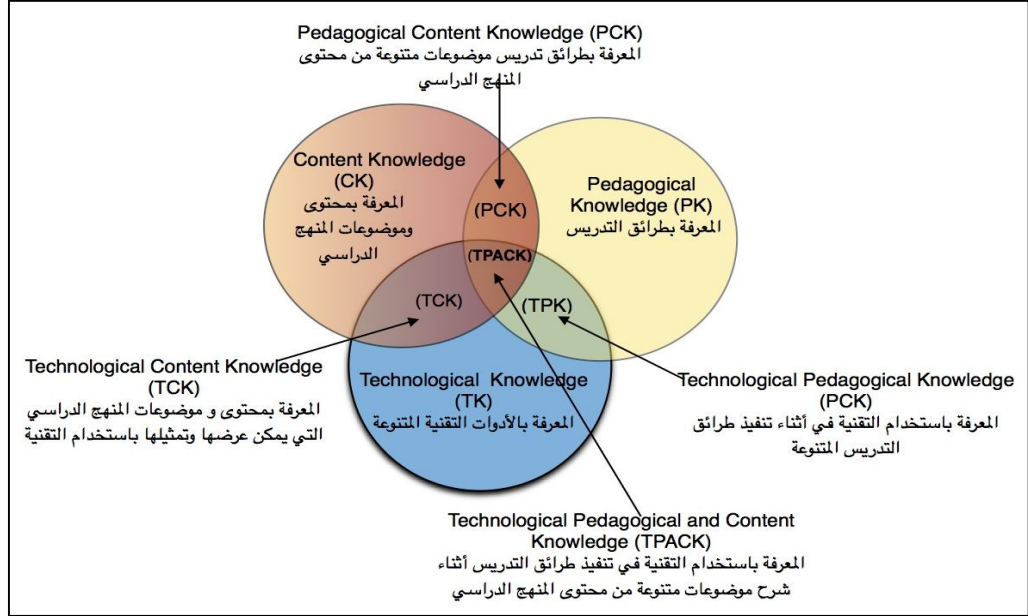 Pedagogical Content Knowledge (PCK)
المعرفة بطرائق تدريس موضوعات متنوعة من محتوى
المنهج الدراسي
Content Knowledge
(CK)
المعرفة بمحتوى
وموضوعات المنهج
الدراسي
(PCK)
Pedagogical
Knowledge (PK)
المعرفة بطرائق التدريس
(TPACK)
(TCK)
(TPK)
Technological Content Knowledge
(TCK)
المعرفة بمحتوى و موضوعات المنهج الدراسي
التي يمكن عرضها وتمثيلها باستخدام التقنية
Technological Knowledge
(TK)
المعرفة بالأدوات التقنية المتنوعة
Technological Pedagogical Knowledge
(PCK)
المعرفة باستخدام التقنية في أثناء تنفيذ طرائق
التدريس المتنوعة
Technological Pedagogical and Content
Knowledge (TPACK)
المعرفة باستخدام التقنية في تنفيذ طرائق التدريس أثناء
شرح موضوعات متنوعة من محتوى المنهج الدراسي